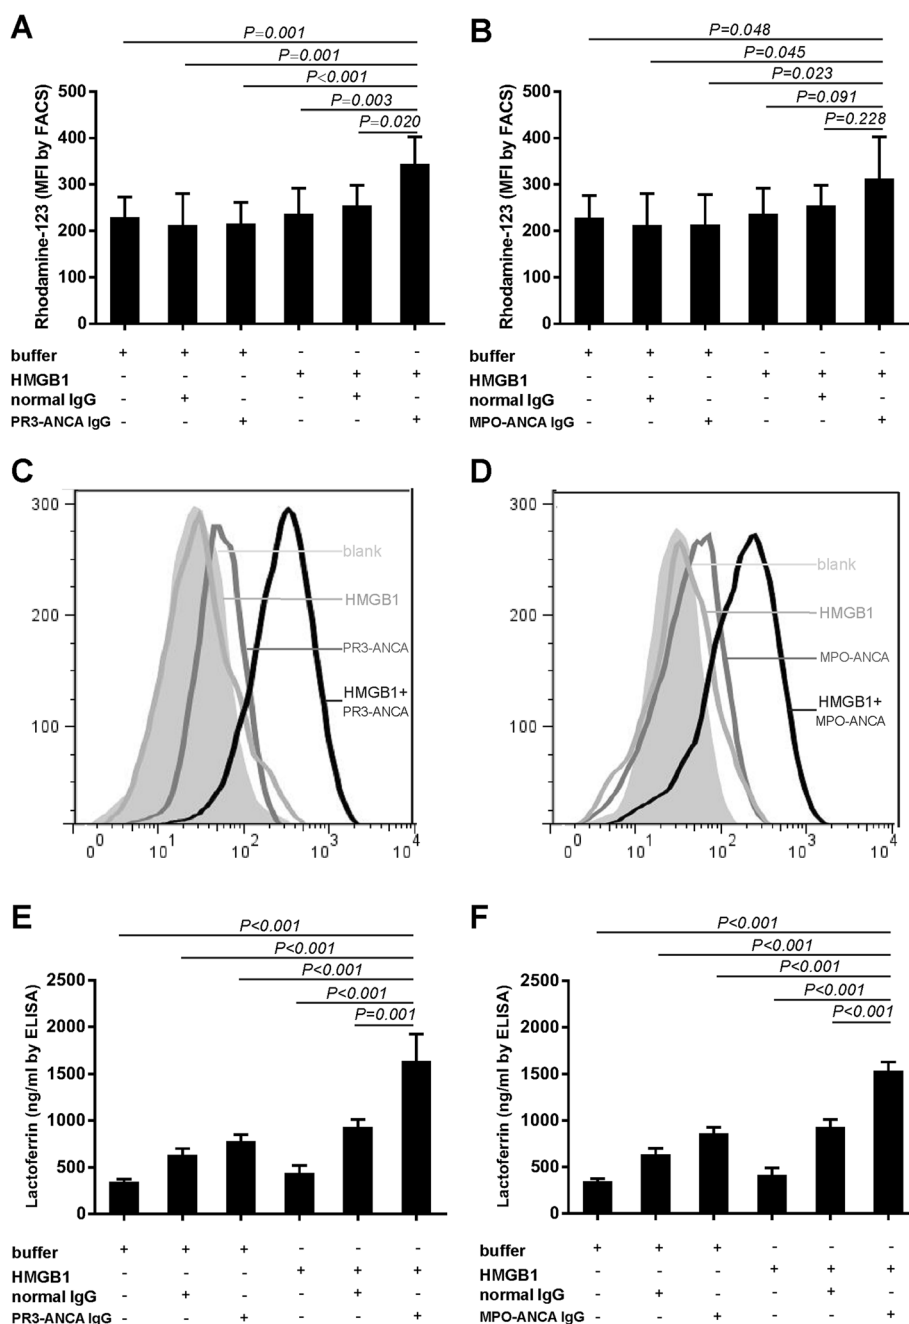 A
P=0.001
P=0.001
P<0.001
P=0.003
P=0.020
Rhodamine-123 (MFI by FACS)
500
400
300
200
100
0
buffer + + + - - -
HMGB1 - - - + + +
normal IgG - + - - + -
PR3-ANCA IgG - - + - - +
B
P=0.048
P=0.045
P=0.023
P=0.091
P=0.228
Rhodamine-123 (MFI by FACS)
500
400
300
200
100
0
buffer + + + - - -
HMGB1 - - - + + +
normal IgG - + - - + -
MPO-ANCA IgG - - + - - +
C
300
200
100
blank
HMGB1
PR3-ANCA
HMGB1+
PR3-ANCA
0⁰ 10¹ 10² 10³ 10⁴
D
300
200
100
blank
HMGB1
MPO-ANCA
HMGB1+
MPO-ANCA
0⁰ 10¹ 10² 10³ 10⁴
E
P<0.001
P<0.001
P<0.001
P<0.001
P=0.001
Lactoferrin (ng/ml by ELISA)
2500
2000
1500
1000
500
0
buffer + + + - - -
HMGB1 - - - + + +
normal IgG - + - - + -
PR3-ANCA IgG - - + - - +
F
P<0.001
P<0.001
P<0.001
P<0.001
P<0.001
Lactoferrin (ng/ml by ELISA)
2500
2000
1500
1000
500
0
buffer + + + - - -
HMGB1 - - - + + +
normal IgG - + - - + -
MPO-ANCA IgG - - + - - +